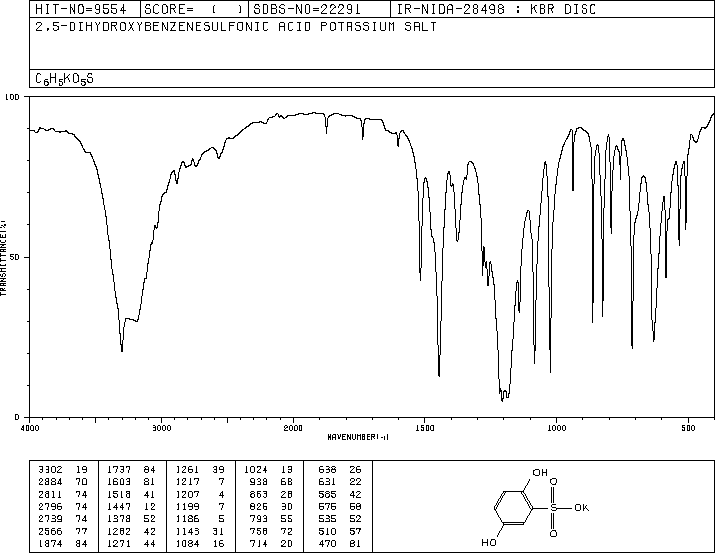 HIT-NO=9554 SCORE= ( ) SDBS-NO=22291 IR-NIDA-28498 : KBR DISC
2,5-DIHYDROXYBENZENESULFONIC ACID POTASSIUM SALT
C6H5KO5S
100
50
0
TRANSMITTANCE(%)
4000 3000 2000 1500 1000 500
WAVENUMBER(-1)
3302 19 1737 84 1261 39 1024 13 638 26
2884 70 1603 81 1217 7 938 68 631 22
2811 74 1518 41 1207 4 863 28 585 42
2796 74 1447 12 1199 7 826 30 576 58
2739 74 1378 52 1186 5 793 55 535 52
2566 77 1282 42 1145 31 758 72 510 57
1874 84 1271 44 1084 16 714 20 470 81
OH
O
S OK
O
HO